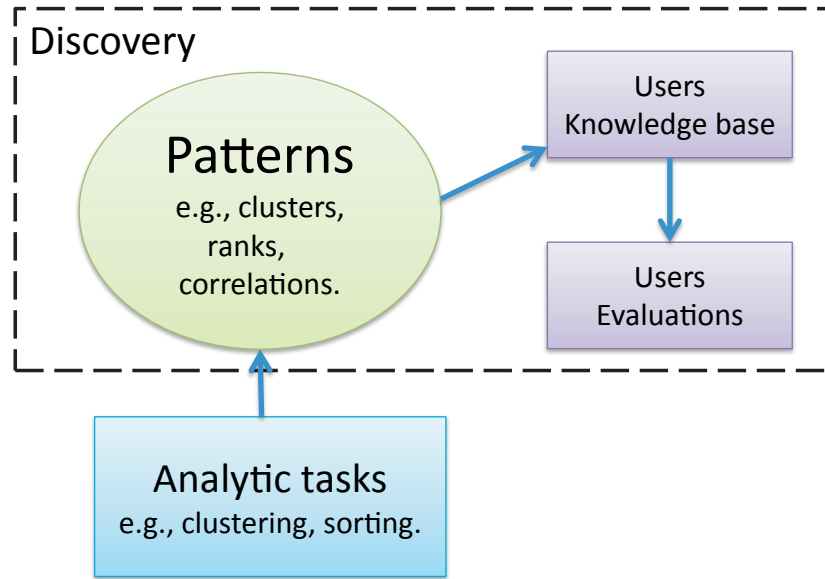 Discovery
Patterns
e.g., clusters,
ranks,
correlations.
Users
Knowledge base
Users
Evaluations
Analytic tasks
e.g., clustering, sorting.